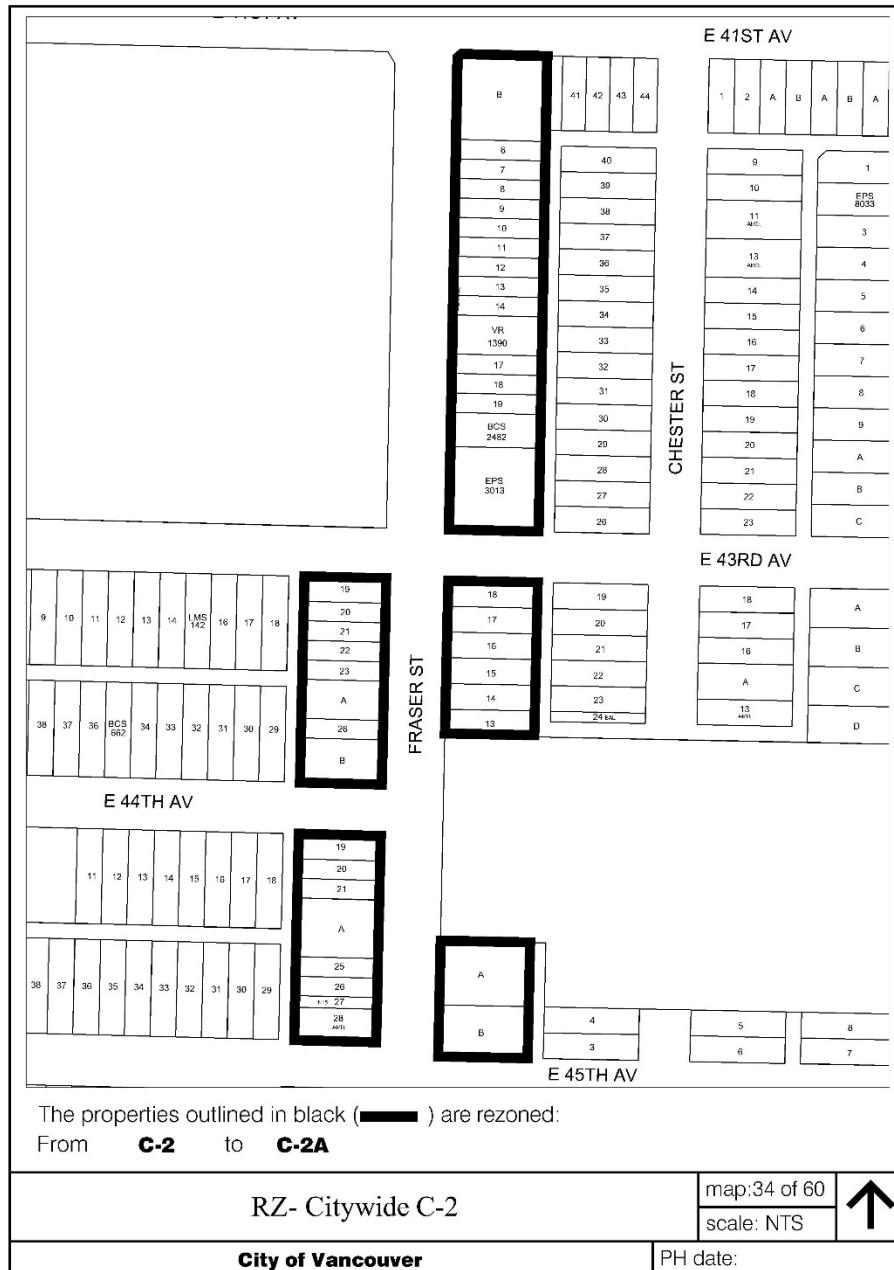 E 41ST AV
B
41 42 43 44
1 2 A B A B A
6
7
8
9
10
11
12
13
14
VR
1390
17
18
19
BCS
2482
EPS
3013
40
39
38
37
36
35
34
33
32
31
30
29
28
27
26
CHESTER ST
9
10
11
AMD.
13
AMD.
14
15
16
17
18
19
20
21
22
23
1
EPS
8033
3
4
5
6
7
8
9
A
B
C
E 43RD AV
9 10 11 12 13 14 LMS
142 16 17 18
38 37 36 BCS
662 34 33 32 31 30 29
19
20
21
22
23
A
26
B
FRASER ST
18
17
16
15
14
13
19
20
21
22
23
24 BAL
18
17
16
A
13
AMD.
A
B
C
D
E 44TH AV
11 12 13 14 15 16 17 18
38 37 36 35 34 33 32 31 30 29
19
20
21
A
25
26
27
28
AMD.
A
B
4
3
5
6
8
7
E 45TH AV
The properties outlined in black ( ) are rezoned:
From C-2 to C-2A
RZ- Citywide C-2
map:34 of 60
scale: NTS
City of Vancouver
PH date: